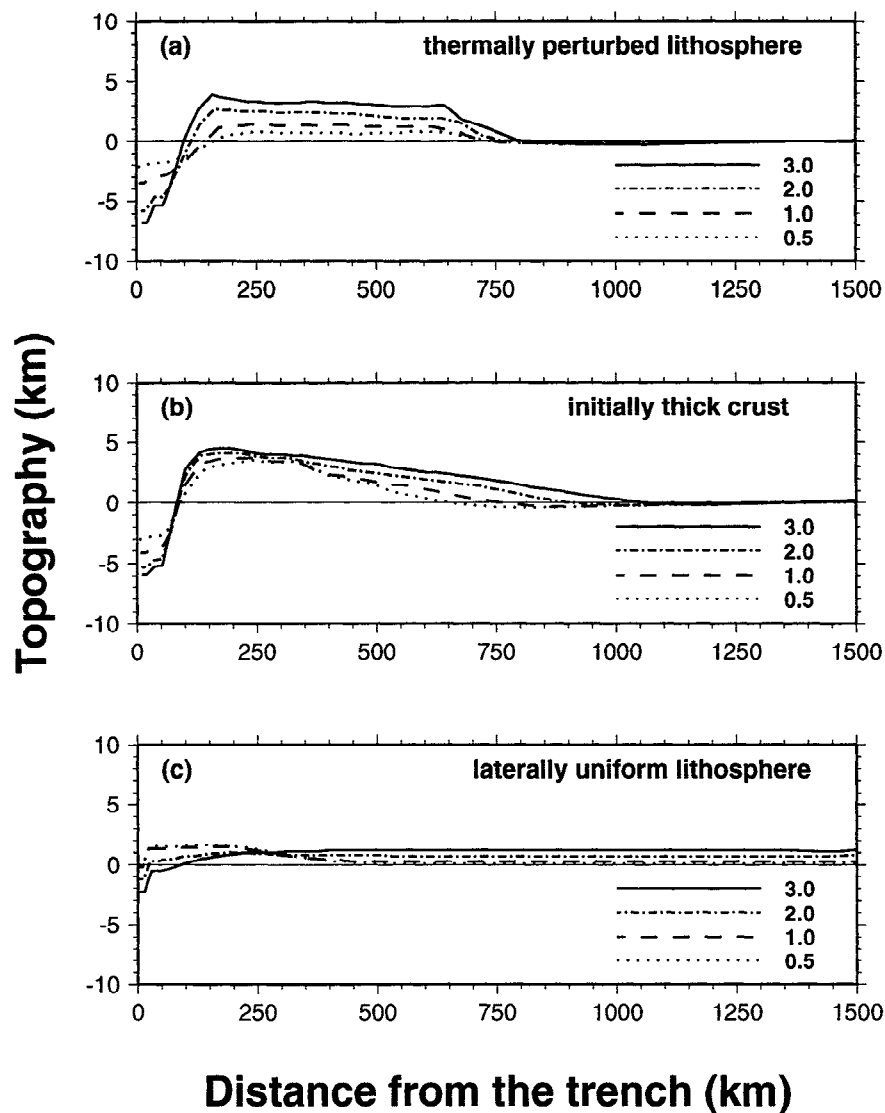 Topography (km)
10
5
0
-5
-10
(a)
thermally perturbed lithosphere
3.0
2.0
1.0
0.5
0 250 500 750 1000 1250 1500
10
5
0
-5
-10
(b)
initially thick crust
3.0
2.0
1.0
0.5
0 250 500 750 1000 1250 1500
10
5
0
-5
-10
(c)
laterally uniform lithosphere
3.0
2.0
1.0
0.5
0 250 500 750 1000 1250 1500
Distance from the trench (km)